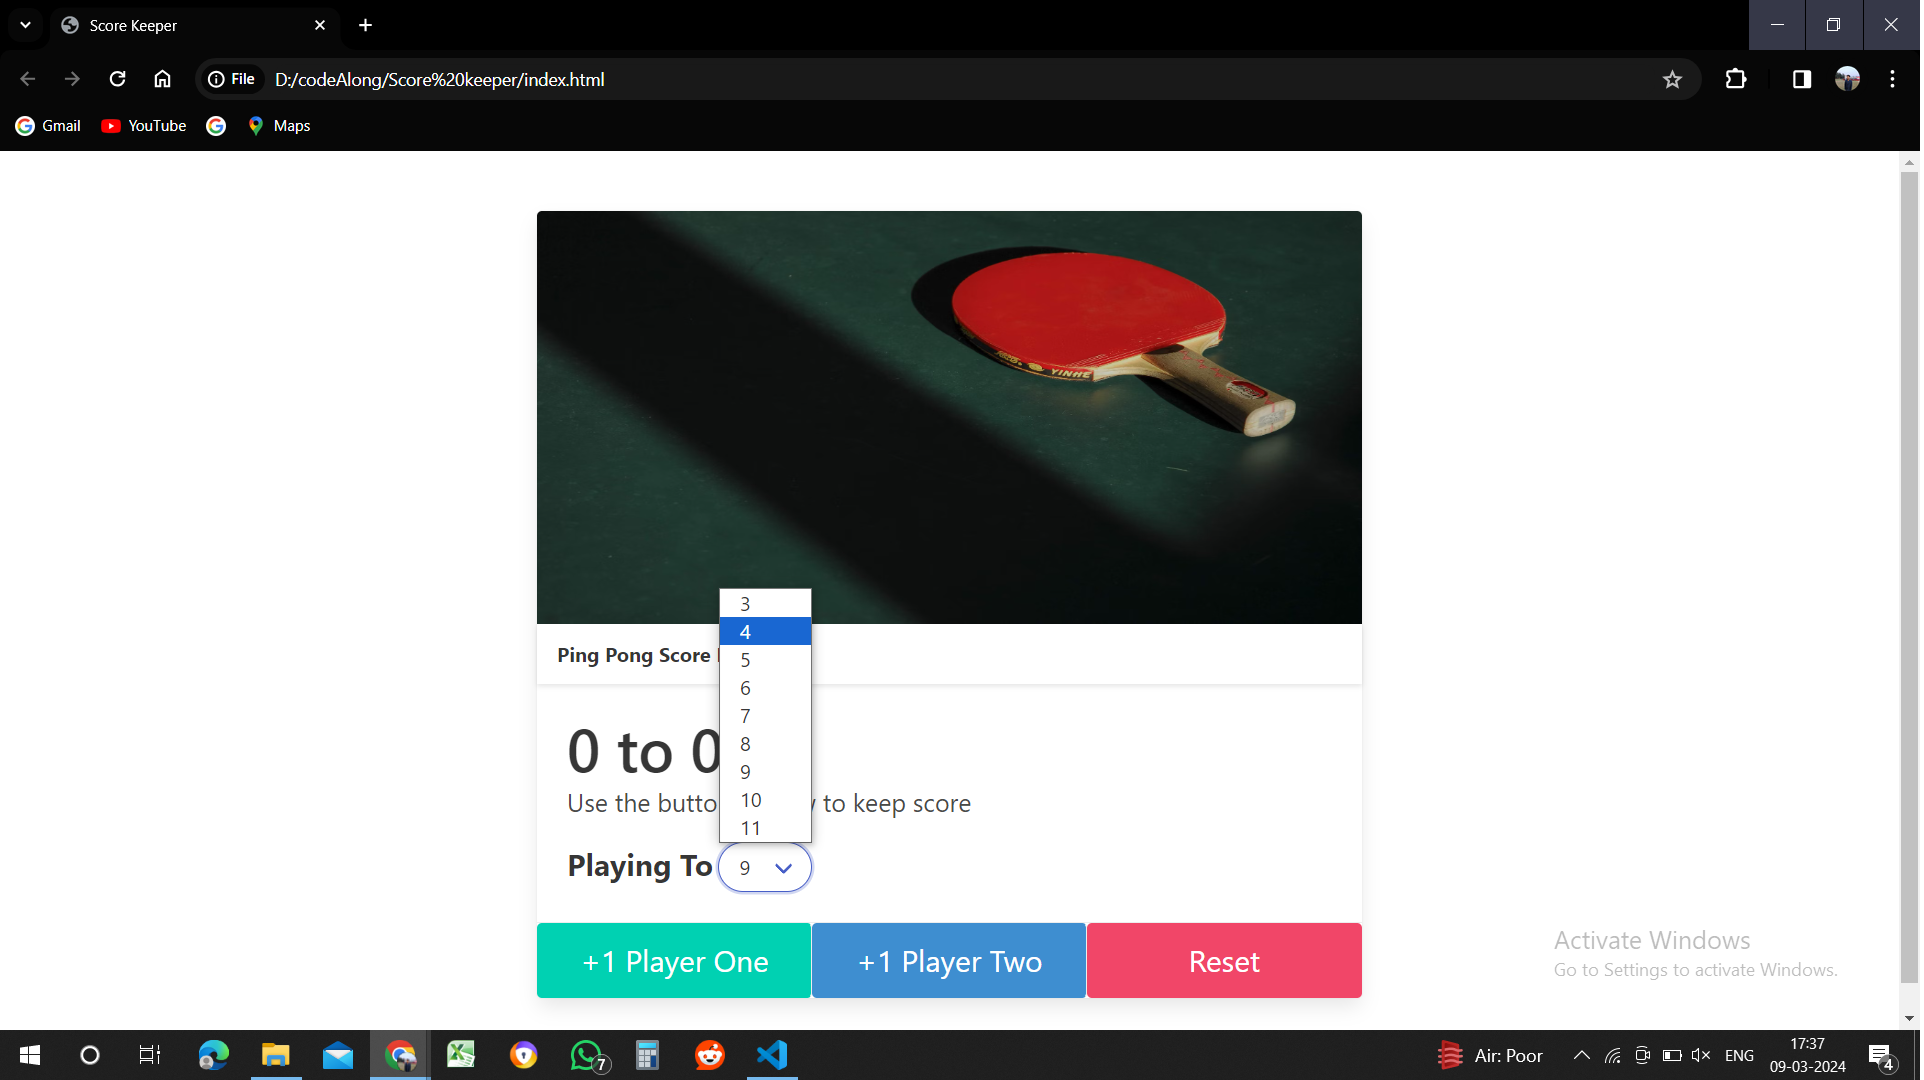 Score Keeper
File
D:/codeAlong/Score%20keeper/index.html
Gmail
YouTube
Maps
YINHE
3
4
5
6
7
8
9
10
11
Ping Pong Score
0 to 0
Use the butto
to keep score
Playing To
9
+1 Player One
+1 Player Two
Reset
Activate Windows
Go to Settings to activate Windows.
7
Air: Poor
ENG
17:37
09-03-2024
4